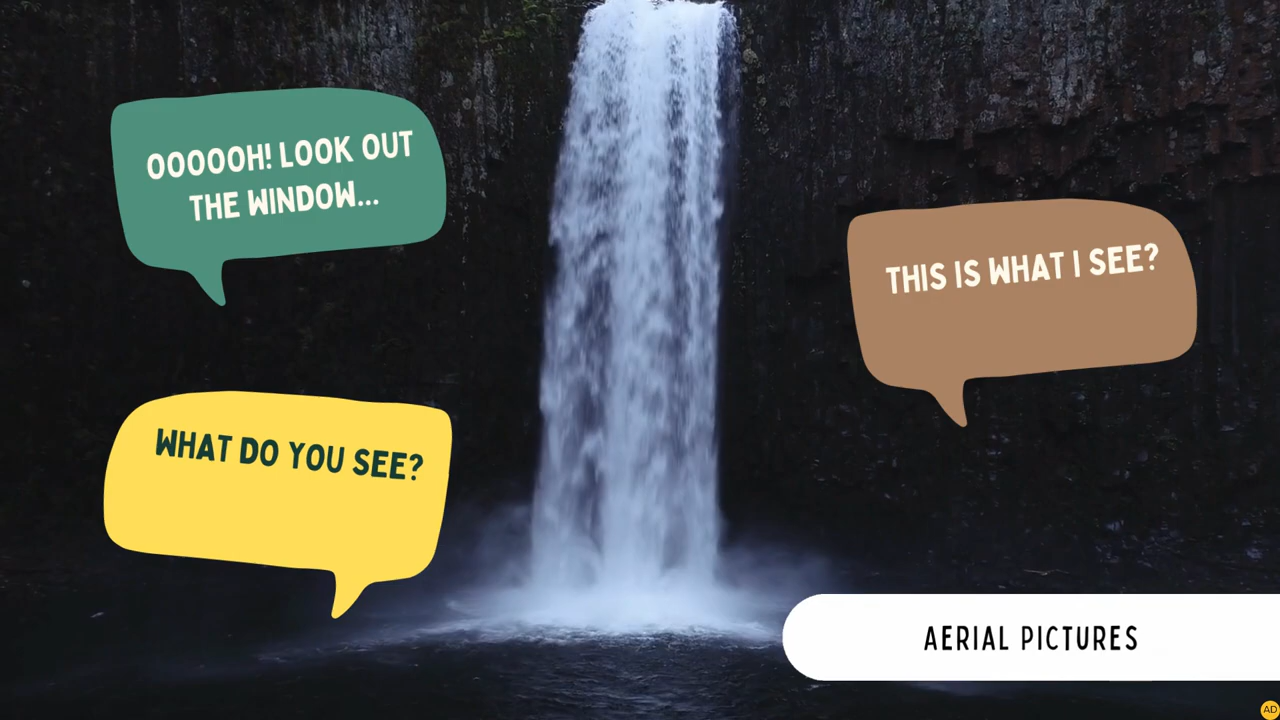 OOOOOH! LOOK OUT
THE WINDOW...
THIS IS WHAT I SEE?
WHAT DO YOU SEE?
AERIAL PICTURES
AD